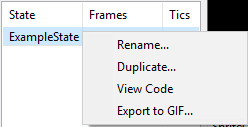 State Frames Tics
ExampleState
Rename...
Duplicate...
View Code
Export to GIF...